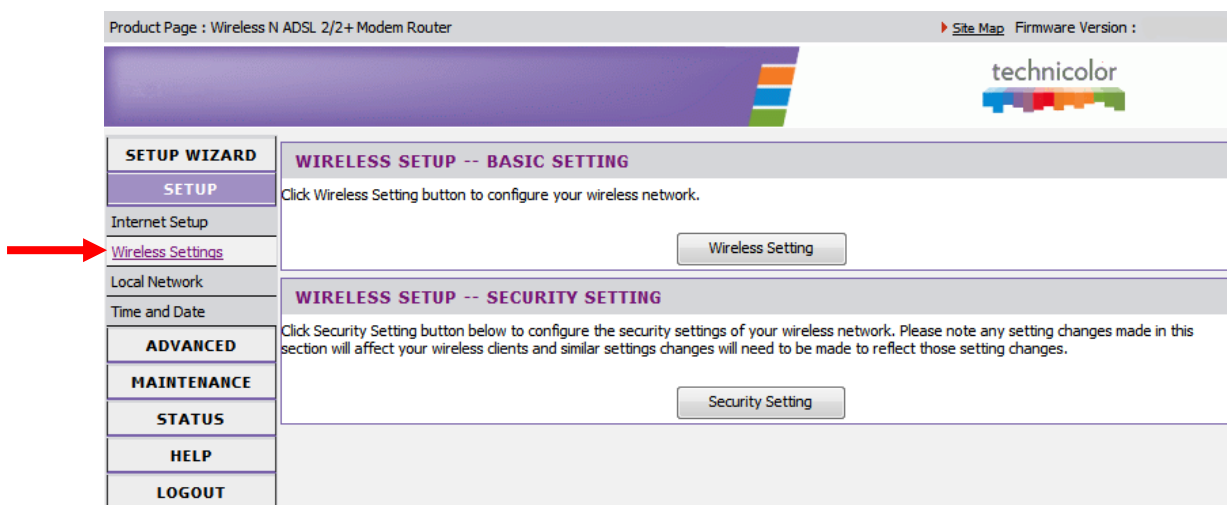 Product Page : Wireless N ADSL 2/2+ Modem Router
Site Map Firmware Version :
technicolor
SETUP WIZARD
SETUP
Internet Setup
Wireless Settings
Local Network
Time and Date
ADVANCED
MAINTENANCE
STATUS
HELP
LOGOUT
WIRELESS SETUP -- BASIC SETTING
Click Wireless Setting button to configure your wireless network.
Wireless Setting
WIRELESS SETUP -- SECURITY SETTING
Click Security Setting button below to configure the security settings of your wireless network. Please note any setting changes made in this
section will affect your wireless clients and similar settings changes will need to be made to reflect those setting changes.
Security Setting